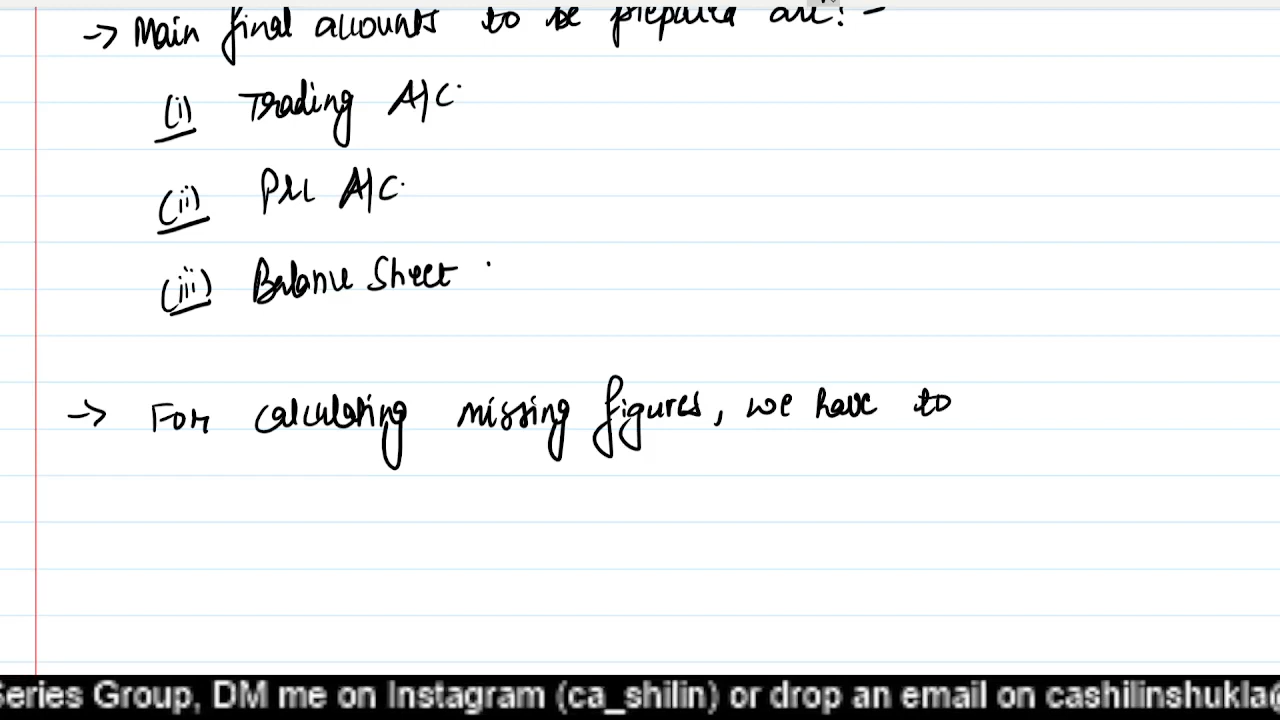 -> Main final accounts to be prepared are: -
(i) Trading A/C.
(ii) P&L A/C.
(iii) Balance Sheet.
-> For calculating missing figures, we have to
Series Group, DM me on Instagram (ca_shilin) or drop an email on cashilinshukla@